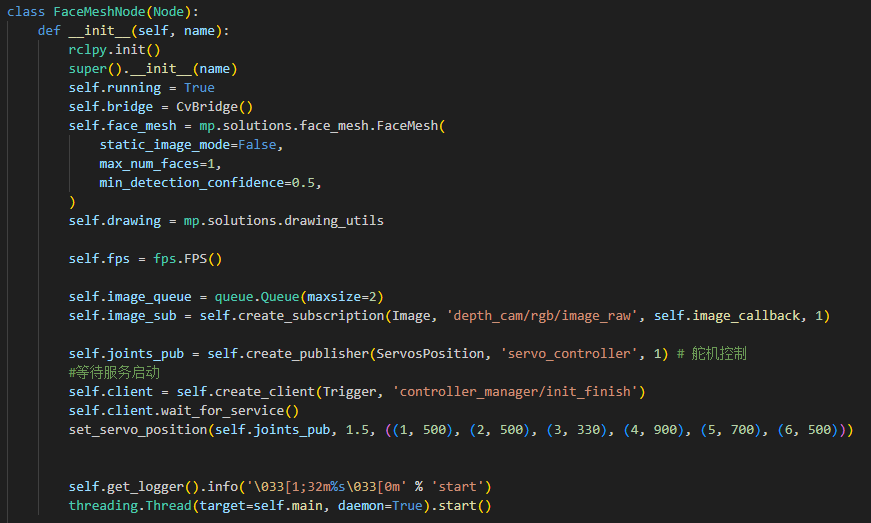 class FaceMeshNode(Node):
    def __init__(self, name):
        rclpy.init()
        super().__init__(name)
        self.running = True
        self.bridge = CvBridge()
        self.face_mesh = mp.solutions.face_mesh.FaceMesh(
            static_image_mode=False,
            max_num_faces=1,
            min_detection_confidence=0.5,
        )
        self.drawing = mp.solutions.drawing_utils

        self.fps = fps.FPS()

        self.image_queue = queue.Queue(maxsize=2)
        self.image_sub = self.create_subscription(Image, 'depth_cam/rgb/image_raw', self.image_callback, 1)

        self.joints_pub = self.create_publisher(ServosPosition, 'servo_controller', 1) # 舵机控制
        #等待服务启动
        self.client = self.create_client(Trigger, 'controller_manager/init_finish')
        self.client.wait_for_service()
        set_servo_position(self.joints_pub, 1.5, ((1, 500), (2, 500), (3, 330), (4, 900), (5, 700), (6, 500)))


        self.get_logger().info('\033[1;32m%s\033[0m' % 'start')
        threading.Thread(target=self.main, daemon=True).start()